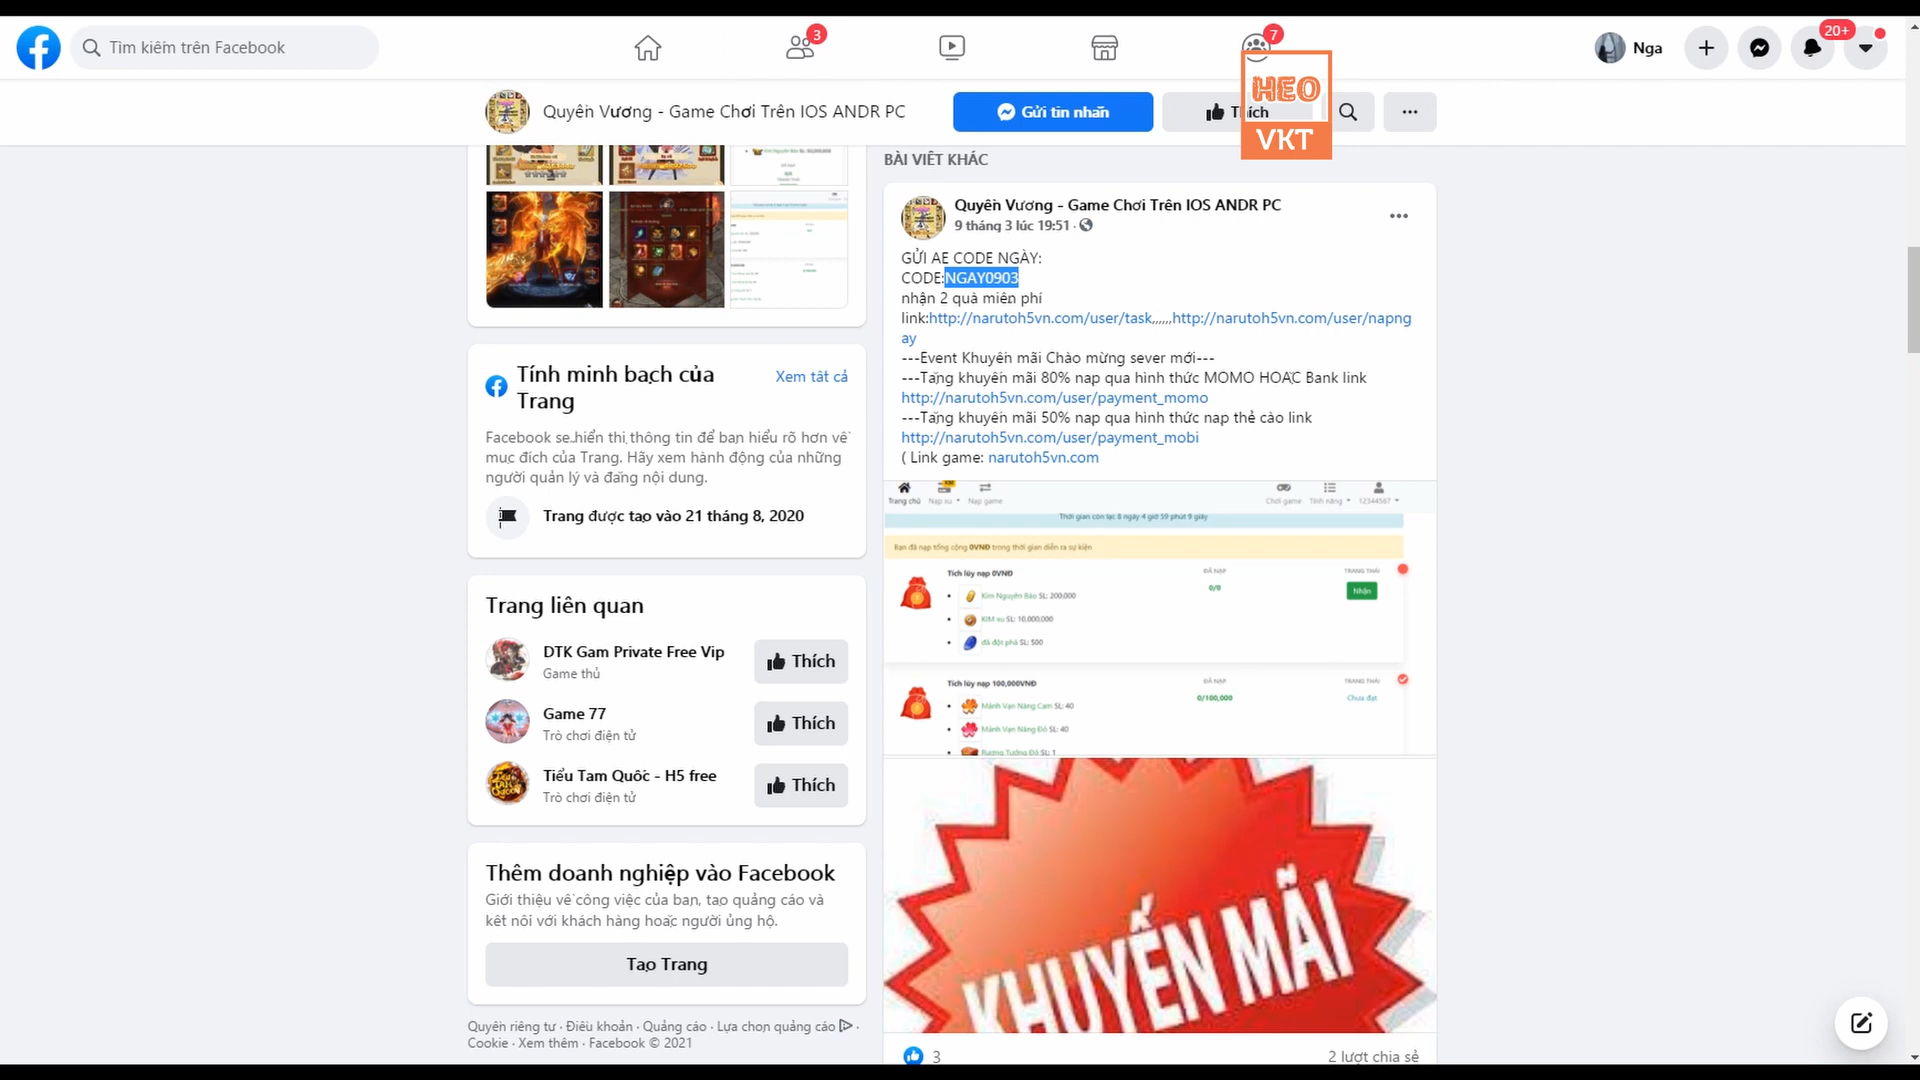 Tìm kiếm trên Facebook
3
7
Nga
20+
Quyền Vương - Game Chơi Trên IOS ANDR PC
Gửi tin nhắn
Thích
HEO
VKT
BÀI VIẾT KHÁC
Quyền Vương - Game Chơi Trên IOS ANDR PC
9 tháng 3 lúc 19:51
GỬI AE CODE NGÀY:
CODE:NGAY0903
nhận 2 quà miễn phí
link:http://narutoh5vn.com/user/task,,,,,,http://narutoh5vn.com/user/napng
ay
---Event Khuyến mãi Chào mừng sever mới---
---Tặng khuyến mãi 80% nạp qua hình thức MOMO HOẶC Bank link
http://narutoh5vn.com/user/payment_momo
---Tặng khuyến mãi 50% nạp qua hình thức nạp thẻ cào link
http://narutoh5vn.com/user/payment_mobi
( Link game: narutoh5vn.com
Trang chủ
Nạp xu
Nạp game
Chơi game
Tính năng
12344567
Thời gian còn lại: 8 ngày 4 giờ 59 phút 9 giây
Bạn đã nạp tổng cộng 0VNĐ trong thời gian diễn ra sự kiện
Tích lũy nạp 0VNĐ
ĐÃ NẠP
TRẠNG THÁI
Kim Nguyên Bảo SL: 200,000
0/0
Nhận
KIM xu SL: 10,000,000
đá đột phá SL: 500
Tích lũy nạp 100,000VNĐ
ĐÃ NẠP
TRẠNG THÁI
Mảnh Vạn Năng Cam SL: 40
0/100,000
Chưa đạt
Mảnh Vạn Năng Đỏ SL: 40
Rương Tướng Đỏ SL: 1
KHUYẾN MÃI
3
2 lượt chia sẻ
Tính minh bạch của
Trang
Xem tất cả
Facebook sẽ hiển thị thông tin để bạn hiểu rõ hơn về
mục đích của Trang. Hãy xem hành động của những
người quản lý và đăng nội dung.
Trang được tạo vào 21 tháng 8, 2020
Trang liên quan
DTK Gam Private Free Vip
Game thủ
Thích
Game 77
Trò chơi điện tử
Thích
Tiểu Tam Quốc - H5 free
Trò chơi điện tử
Thích
Thêm doanh nghiệp vào Facebook
Giới thiệu về công việc của bạn, tạo quảng cáo và
kết nối với khách hàng hoặc người ủng hộ.
Tạo Trang
Quyền riêng tư · Điều khoản · Quảng cáo · Lựa chọn quảng cáo ·
Cookie · Xem thêm · Facebook © 2021